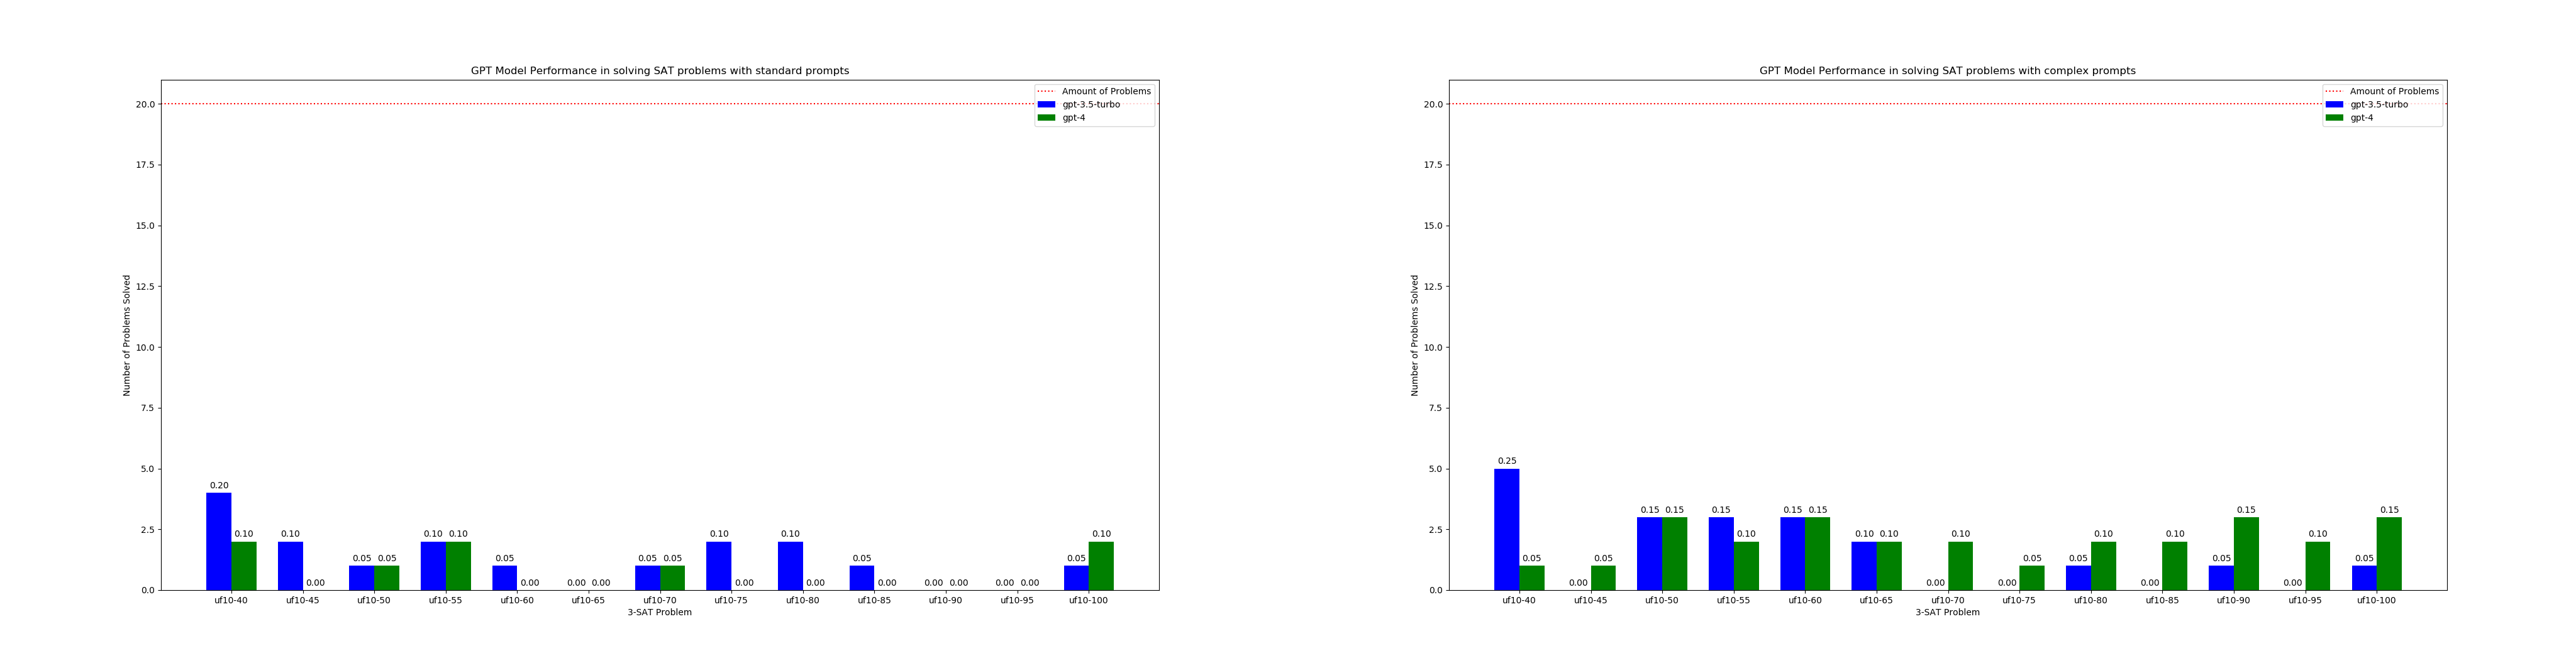 GPT Model Performance in solving SAT problems with standard prompts
Amount of Problems
gpt-3.5-turbo
gpt-4
20.0
17.5
15.0
12.5
10.0
7.5
5.0
2.5
0.0
Number of Problems Solved
0.20 0.10 0.10 0.00 0.05 0.05 0.10 0.10 0.05 0.00 0.00 0.00 0.05 0.05 0.10 0.00 0.10 0.00 0.05 0.00 0.00 0.00 0.00 0.00 0.05 0.10
uf10-40 uf10-45 uf10-50 uf10-55 uf10-60 uf10-65 uf10-70 uf10-75 uf10-80 uf10-85 uf10-90 uf10-95 uf10-100
3-SAT Problem
GPT Model Performance in solving SAT problems with complex prompts
Amount of Problems
gpt-3.5-turbo
gpt-4
20.0
17.5
15.0
12.5
10.0
7.5
5.0
2.5
0.0
Number of Problems Solved
0.25 0.05 0.00 0.05 0.15 0.15 0.15 0.10 0.15 0.15 0.10 0.10 0.00 0.10 0.00 0.05 0.05 0.10 0.00 0.10 0.05 0.15 0.00 0.10 0.05 0.15
uf10-40 uf10-45 uf10-50 uf10-55 uf10-60 uf10-65 uf10-70 uf10-75 uf10-80 uf10-85 uf10-90 uf10-95 uf10-100
3-SAT Problem